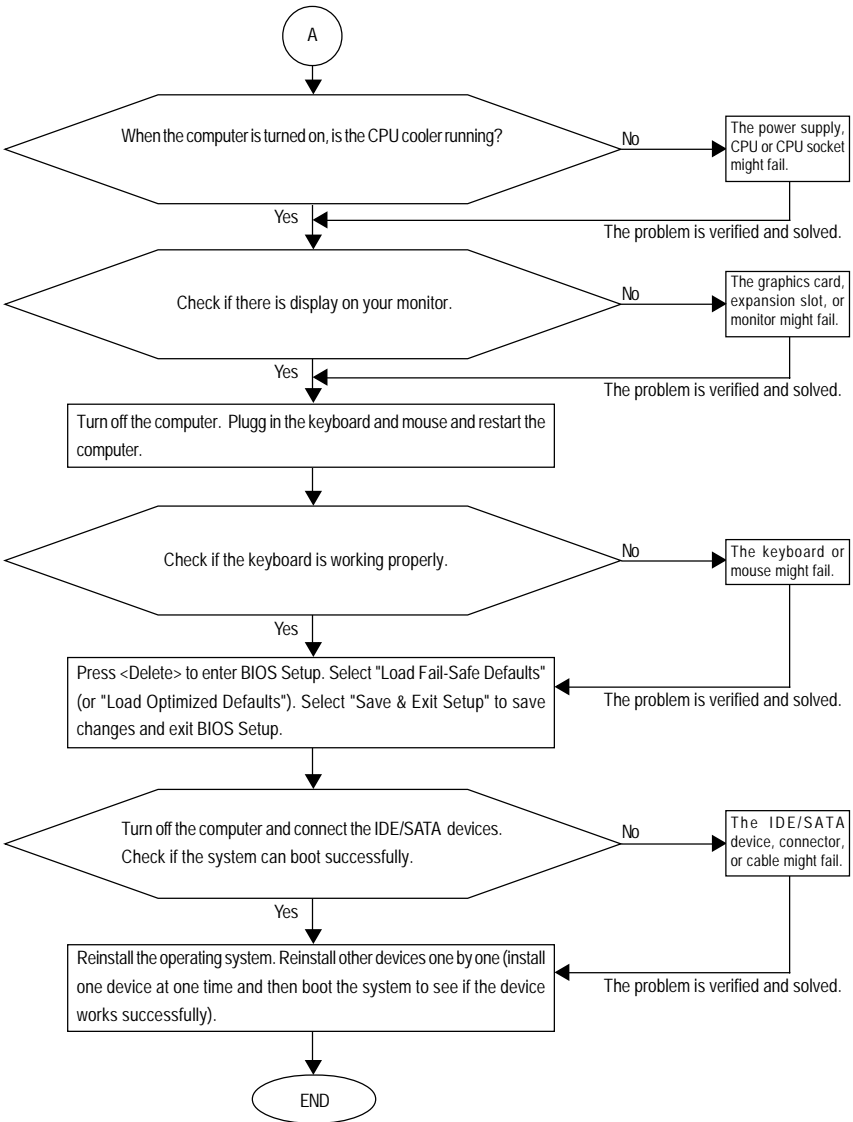 A
When the computer is turned on, is the CPU cooler running?
No
The power supply,
CPU or CPU socket
might fail.
Yes
The problem is verified and solved.
Check if there is display on your monitor.
No
The graphics card,
expansion slot, or
monitor might fail.
Yes
The problem is verified and solved.
Turn off the computer. Plugg in the keyboard and mouse and restart the
computer.
Check if the keyboard is working properly.
No
The keyboard or
mouse might fail.
Yes
Press <Delete> to enter BIOS Setup. Select "Load Fail-Safe Defaults"
(or "Load Optimized Defaults"). Select "Save & Exit Setup" to save
changes and exit BIOS Setup.
The problem is verified and solved.
Turn off the computer and connect the IDE/SATA devices.
Check if the system can boot successfully.
No
The IDE/SATA
device, connector,
or cable might fail.
Yes
Reinstall the operating system. Reinstall other devices one by one (install
one device at one time and then boot the system to see if the device
works successfully).
The problem is verified and solved.
END